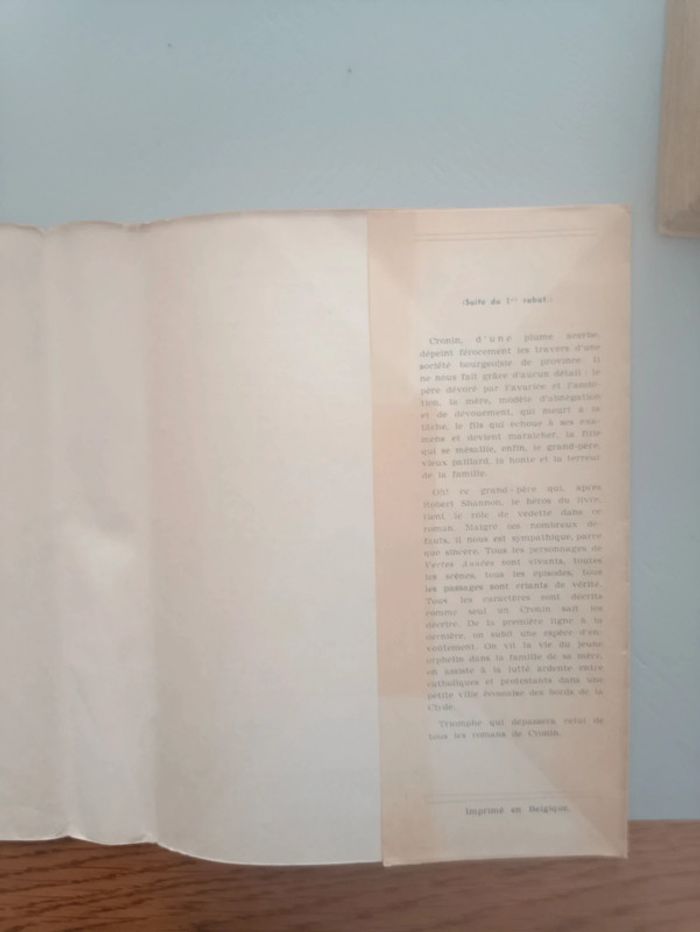 (Suite du 1er rabat.)
Cronin, d'une plume acerbe,
dépeint férocement les travers d'une
société bourgeoise de province. Il
ne nous fait grâce d'aucun détail : le
père dévoré par l'avarice et l'ambi-
tion, la mère, modèle d'abnégation
et de dévouement, qui meurt à la
tâche, le fils qui échoue à ses exa-
mens et devient maraîcher, la fille
qui se mésallie, enfin, le grand-père,
vieux paillard, la honte et la terreur
de la famille.
Oh! ce grand-père qui, après
Robert Shannon, le héros du livre,
tient le rôle de vedette dans ce
roman. Malgré ses nombreux dé-
fauts, il nous est sympathique, parce
que sincère. Tous les personnages de
Vertes Années sont vivants, toutes
les scènes, tous les épisodes, tous
les passages sont criants de vérité.
Tous les caractères sont décrits
comme seul un Cronin sait les
décrire. De la première ligne à la
dernière, on subit une espèce d'en-
voûtement. On vit la vie du jeune
orphelin dans la famille de sa mère,
on assiste à la lutte ardente entre
catholiques et protestants dans une
petite ville écossaise des bords de la
Clyde.
Triomphe qui dépassera celui de
tous les romans de Cronin.
Imprimé en Belgique.